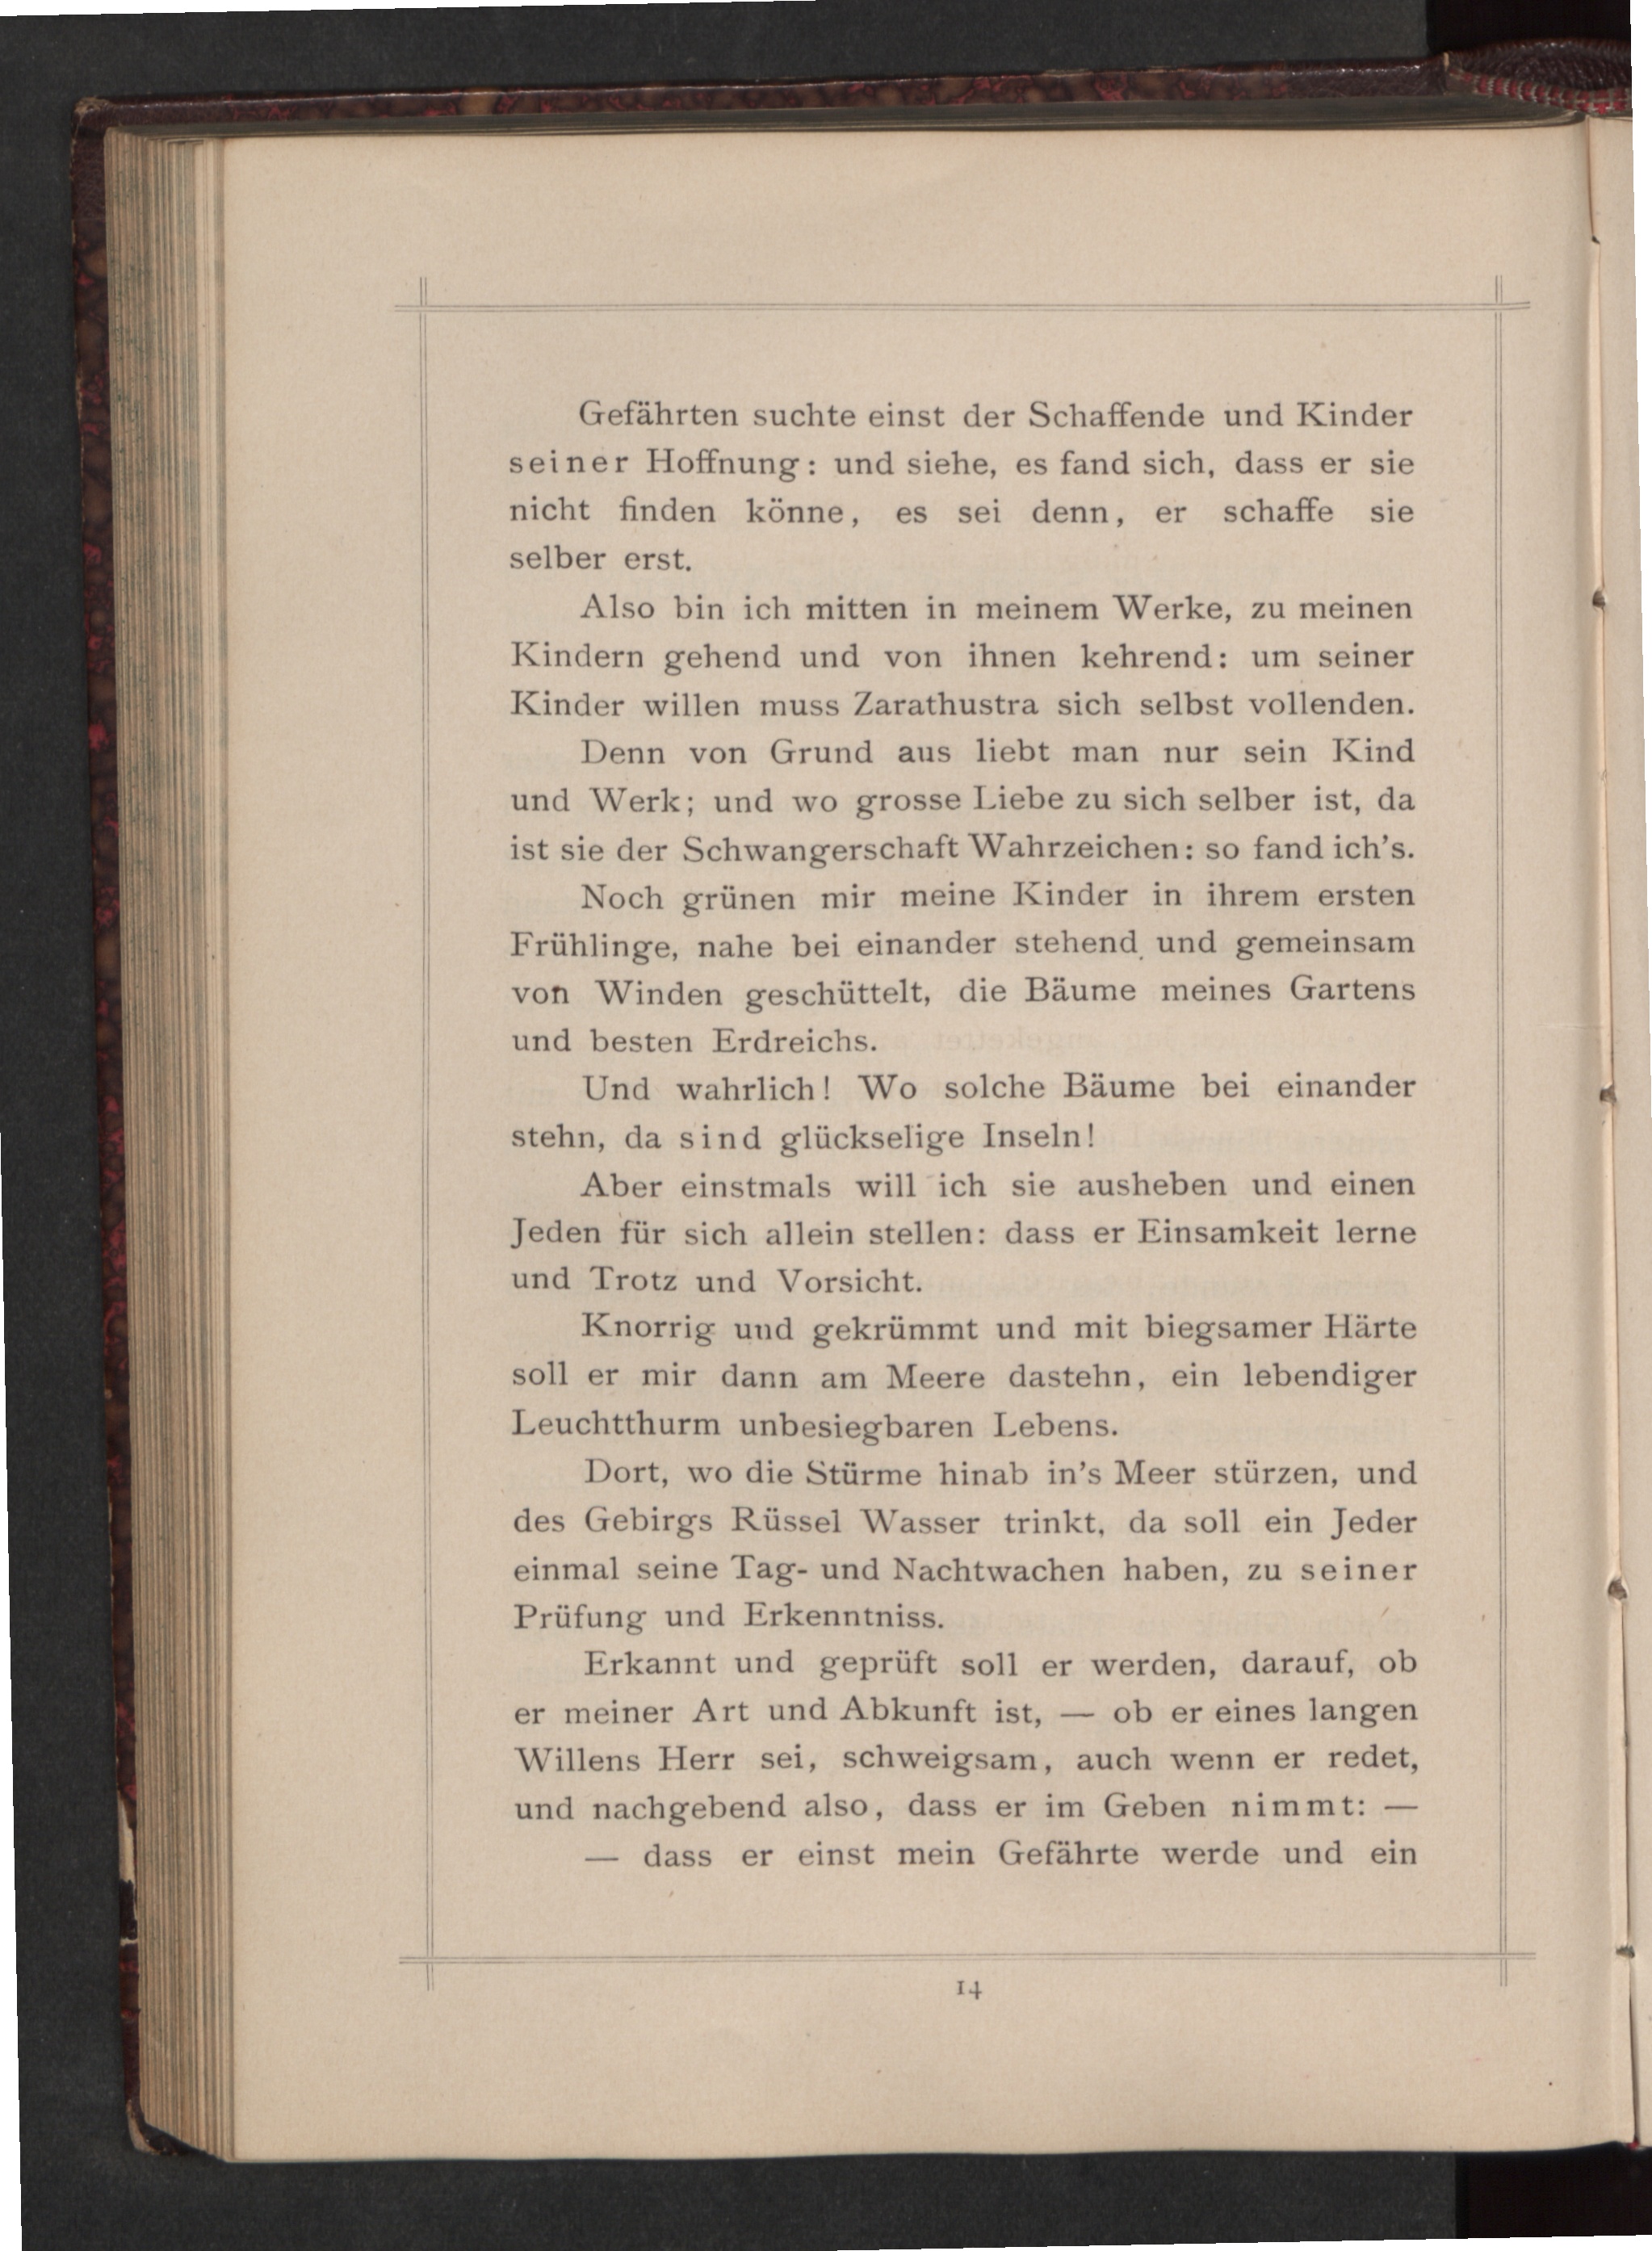 Gefährten suchte einst der Schaffende und Kinder
seiner Hoffnung: und siehe, es fand sich, dass er sie
nicht finden könne, es sei denn, er schaffe sie
selber erst.
Also bin ich mitten in meinem Werke, zu meinen
Kindern gehend und von ihnen kehrend: um seiner
Kinder willen muss Zarathustra sich selbst vollenden.
Denn von Grund aus liebt man nur sein Kind
und Werk; und wo grosse Liebe zu sich selber ist, da
ist sie der Schwangerschaft Wahrzeichen: so fand ich's.
Noch grünen mir meine Kinder in ihrem ersten
Frühlinge, nahe bei einander stehend und gemeinsam
von Winden geschüttelt, die Bäume meines Gartens
und besten Erdreichs.
Und wahrlich! Wo solche Bäume bei einander
stehn, da sind glückselige Inseln!
Aber einstmals will ich sie ausheben und einen
Jeden für sich allein stellen: dass er Einsamkeit lerne
und Trotz und Vorsicht.
Knorrig und gekrümmt und mit biegsamer Härte
soll er mir dann am Meere dastehn, ein lebendiger
Leuchtthurm unbesiegbaren Lebens.
Dort, wo die Stürme hinab in's Meer stürzen, und
des Gebirgs Rüssel Wasser trinkt, da soll ein Jeder
einmal seine Tag- und Nachtwachen haben, zu seiner
Prüfung und Erkenntniss.
Erkannt und geprüft soll er werden, darauf, ob
er meiner Art und Abkunft ist, — ob er eines langen
Willens Herr sei, schweigsam, auch wenn er redet,
und nachgebend also, dass er im Geben nimmt: —
— dass er einst mein Gefährte werde und ein
14